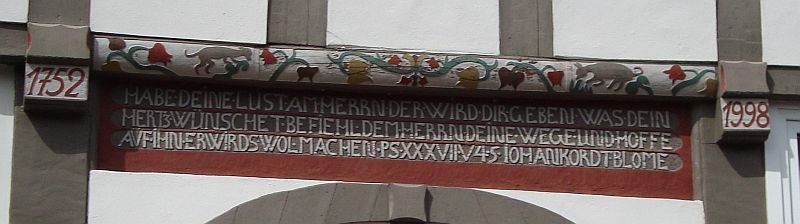 1752
HABE·DEINE·LUST·AM·HERRN·DER·WIRD·DIR·GEBEN·WAS·DEIN
HERTZ·WÜNSCHET·BEFIEHL·DEM·HERRN·DEINE·WEGE·UND·HOFFE
AUF·IHN·ER·WIRDS·WOL·MACHEN·PS·XXXVII·V·4·5·IOHAN·KORDT·BLOME
1998